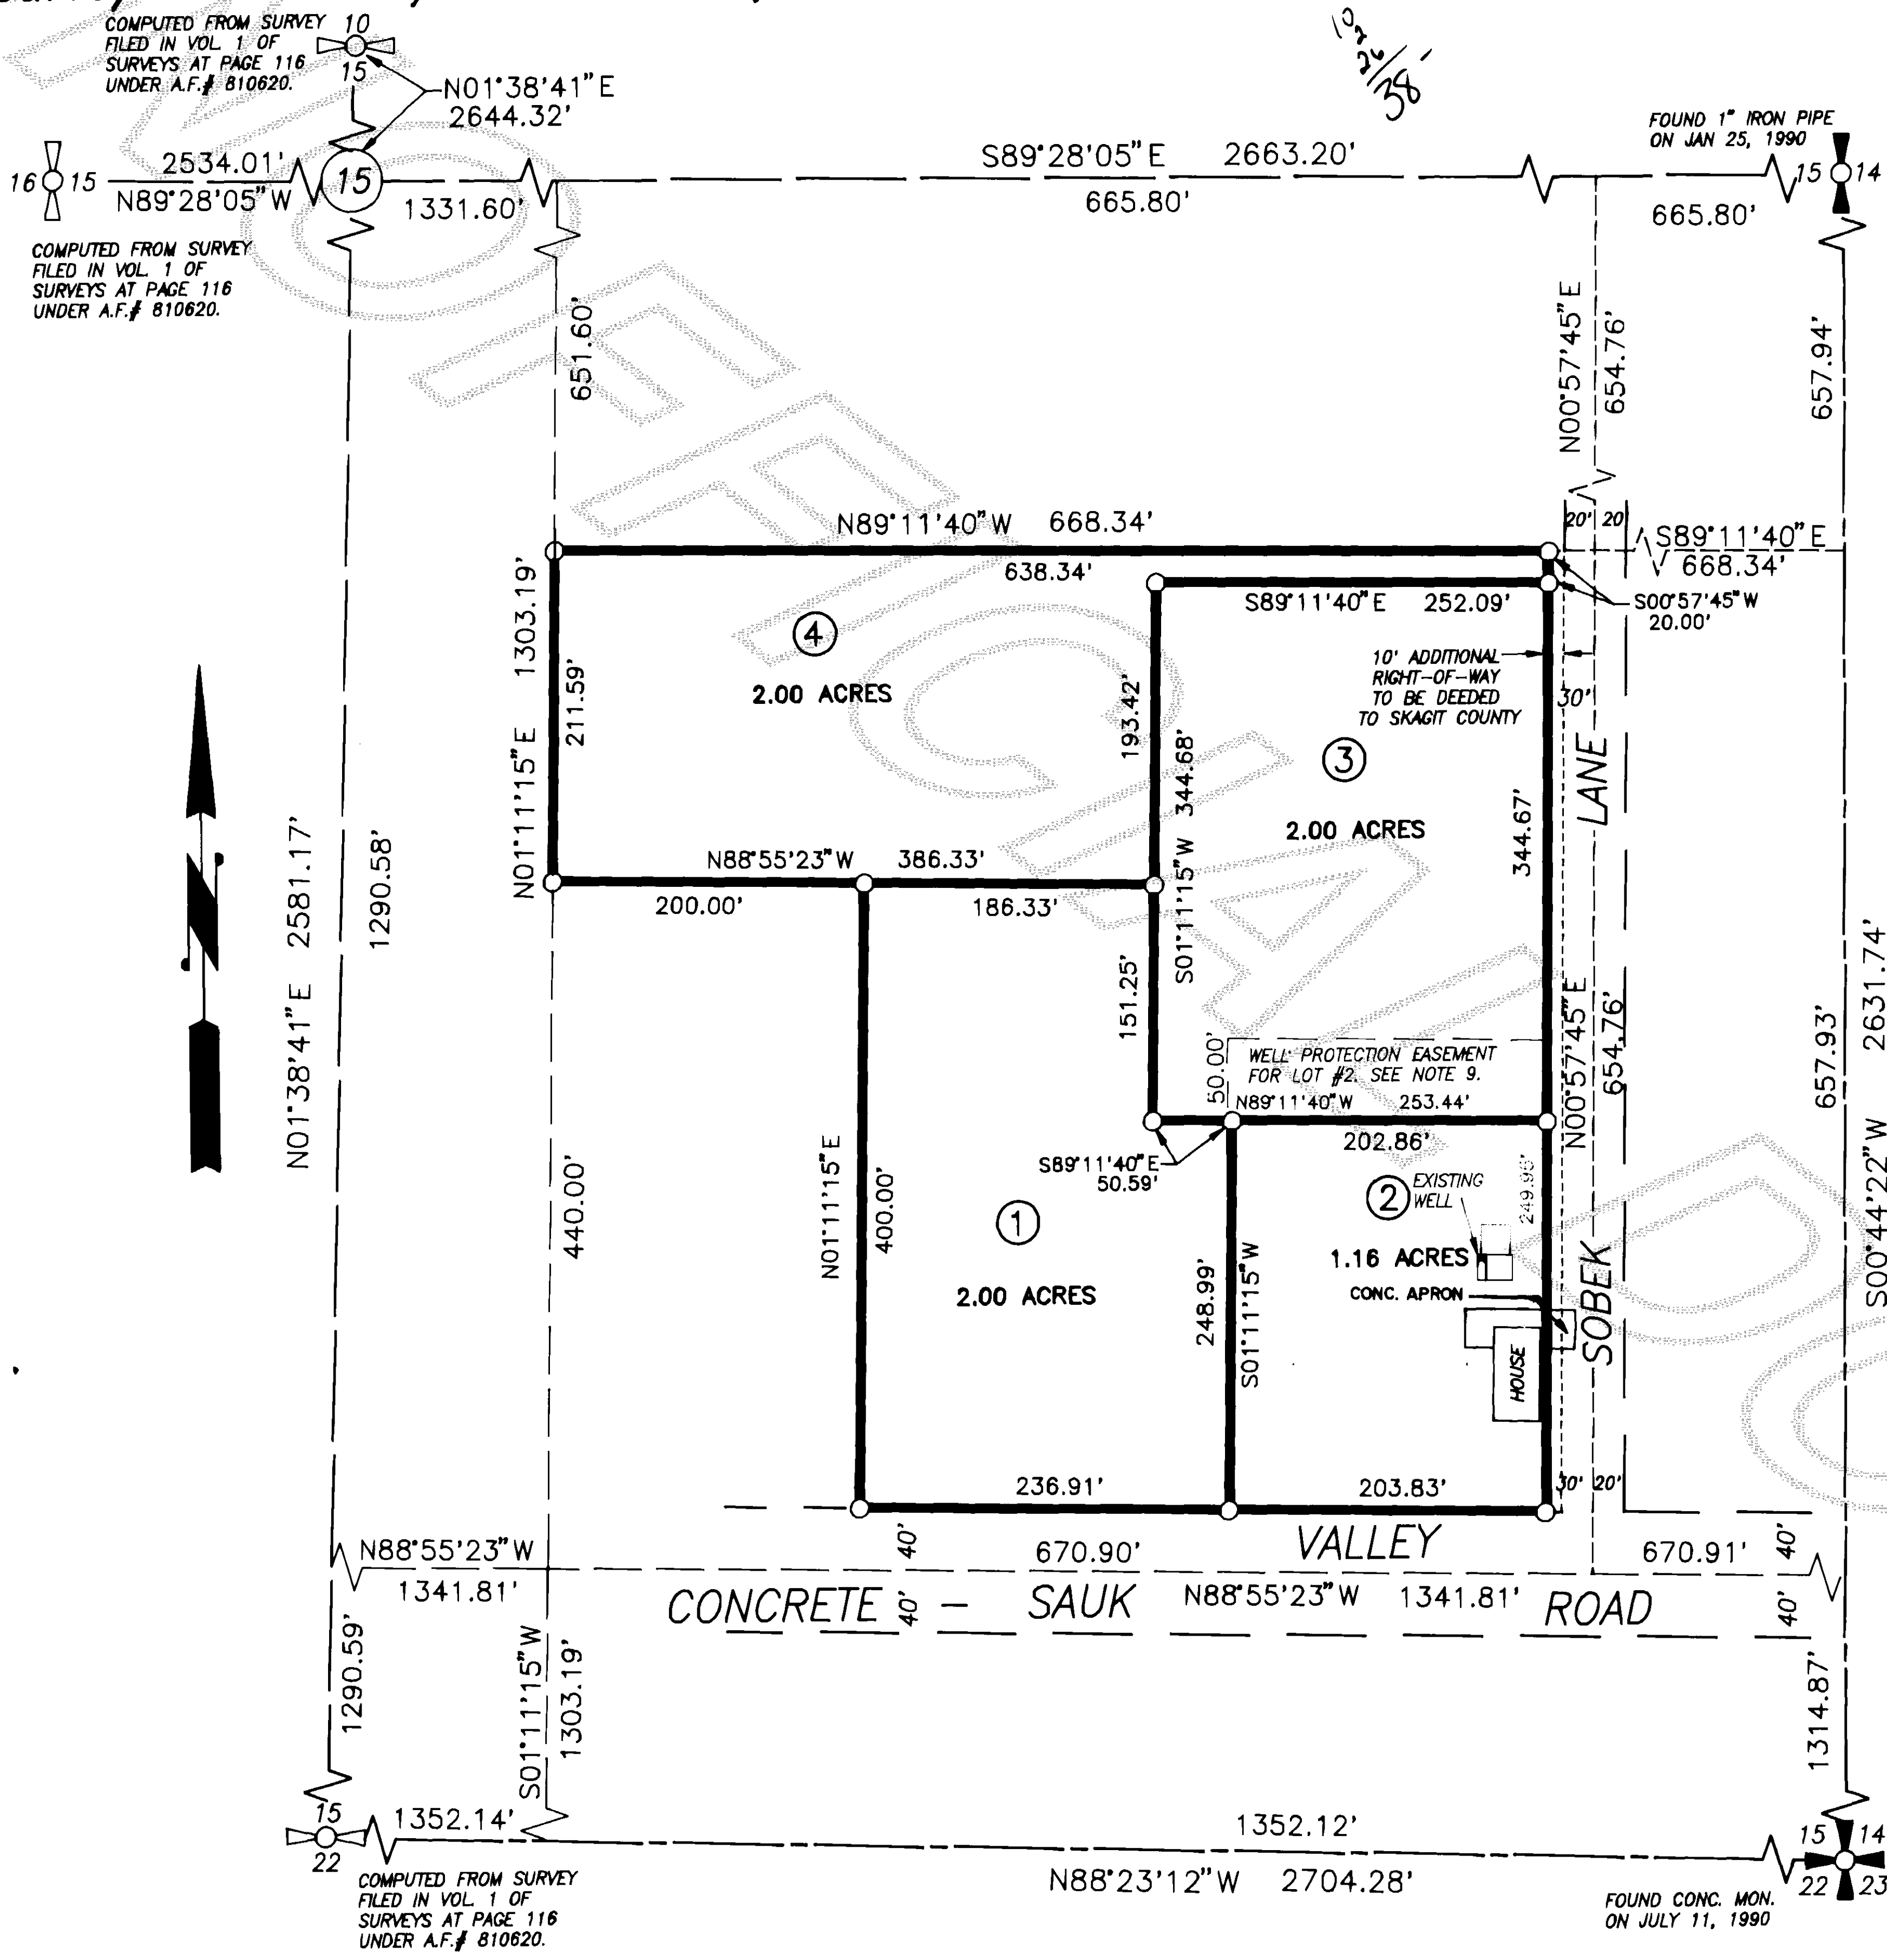 COMPUTED FROM SURVEY
FILED IN VOL. 1 OF
SURVEYS AT PAGE 116
UNDER A.F.# 810620.
10
15
N01°38'41"E
2644.32'
FOUND 1" IRON PIPE
ON JAN 25, 1990
16 15
2534.01'
N89°28'05"W
15
1331.60'
S89°28'05"E 2663.20'
665.80'
665.80'
15 14
COMPUTED FROM SURVEY
FILED IN VOL. 1 OF
SURVEYS AT PAGE 116
UNDER A.F.# 810620.
651.60'
N00°57'45"E
654.76'
657.94'
N89°11'40"W 668.34'
638.34'
20' 20
S89°11'40"E
668.34'
S89°11'40"E 252.09'
S00°57'45"W
20.00'
N01°11'15"E 1303.19'
211.59'
4
2.00 ACRES
193.42'
S01°11'15"W 344.68'
10' ADDITIONAL
RIGHT-OF-WAY
TO BE DEEDED
TO SKAGIT COUNTY
30'
3
2.00 ACRES
344.67'
SOBEK LANE
N88°55'23"W 386.33'
200.00'
186.33'
N01°38'41"E 2581.17'
1290.58'
151.25'
50.00'
WELL PROTECTION EASEMENT
FOR LOT #2. SEE NOTE 9.
N89°11'40"W 253.44'
202.86'
N00°57'45"E
654.76'
657.93'
S00°44'22"W 2631.74'
S89°11'40"E
50.59'
440.00'
N01°11'15"E
400.00'
1
2.00 ACRES
248.99'
S01°11'15"W
2
EXISTING
WELL
249.96'
1.16 ACRES
CONC. APRON
HOUSE
236.91'
203.83'
30' 20'
N88°55'23"W
1341.81'
40'
670.90'
VALLEY
670.91'
40'
CONCRETE - SAUK
40'
N88°55'23"W 1341.81'
ROAD
40'
1290.59'
S01°11'15"W
1303.19'
1314.87'
15
22
1352.14'
1352.12'
N88°23'12"W 2704.28'
15 14
22 23
COMPUTED FROM SURVEY
FILED IN VOL. 1 OF
SURVEYS AT PAGE 116
UNDER A.F.# 810620.
FOUND CONC. MON.
ON JULY 11, 1990